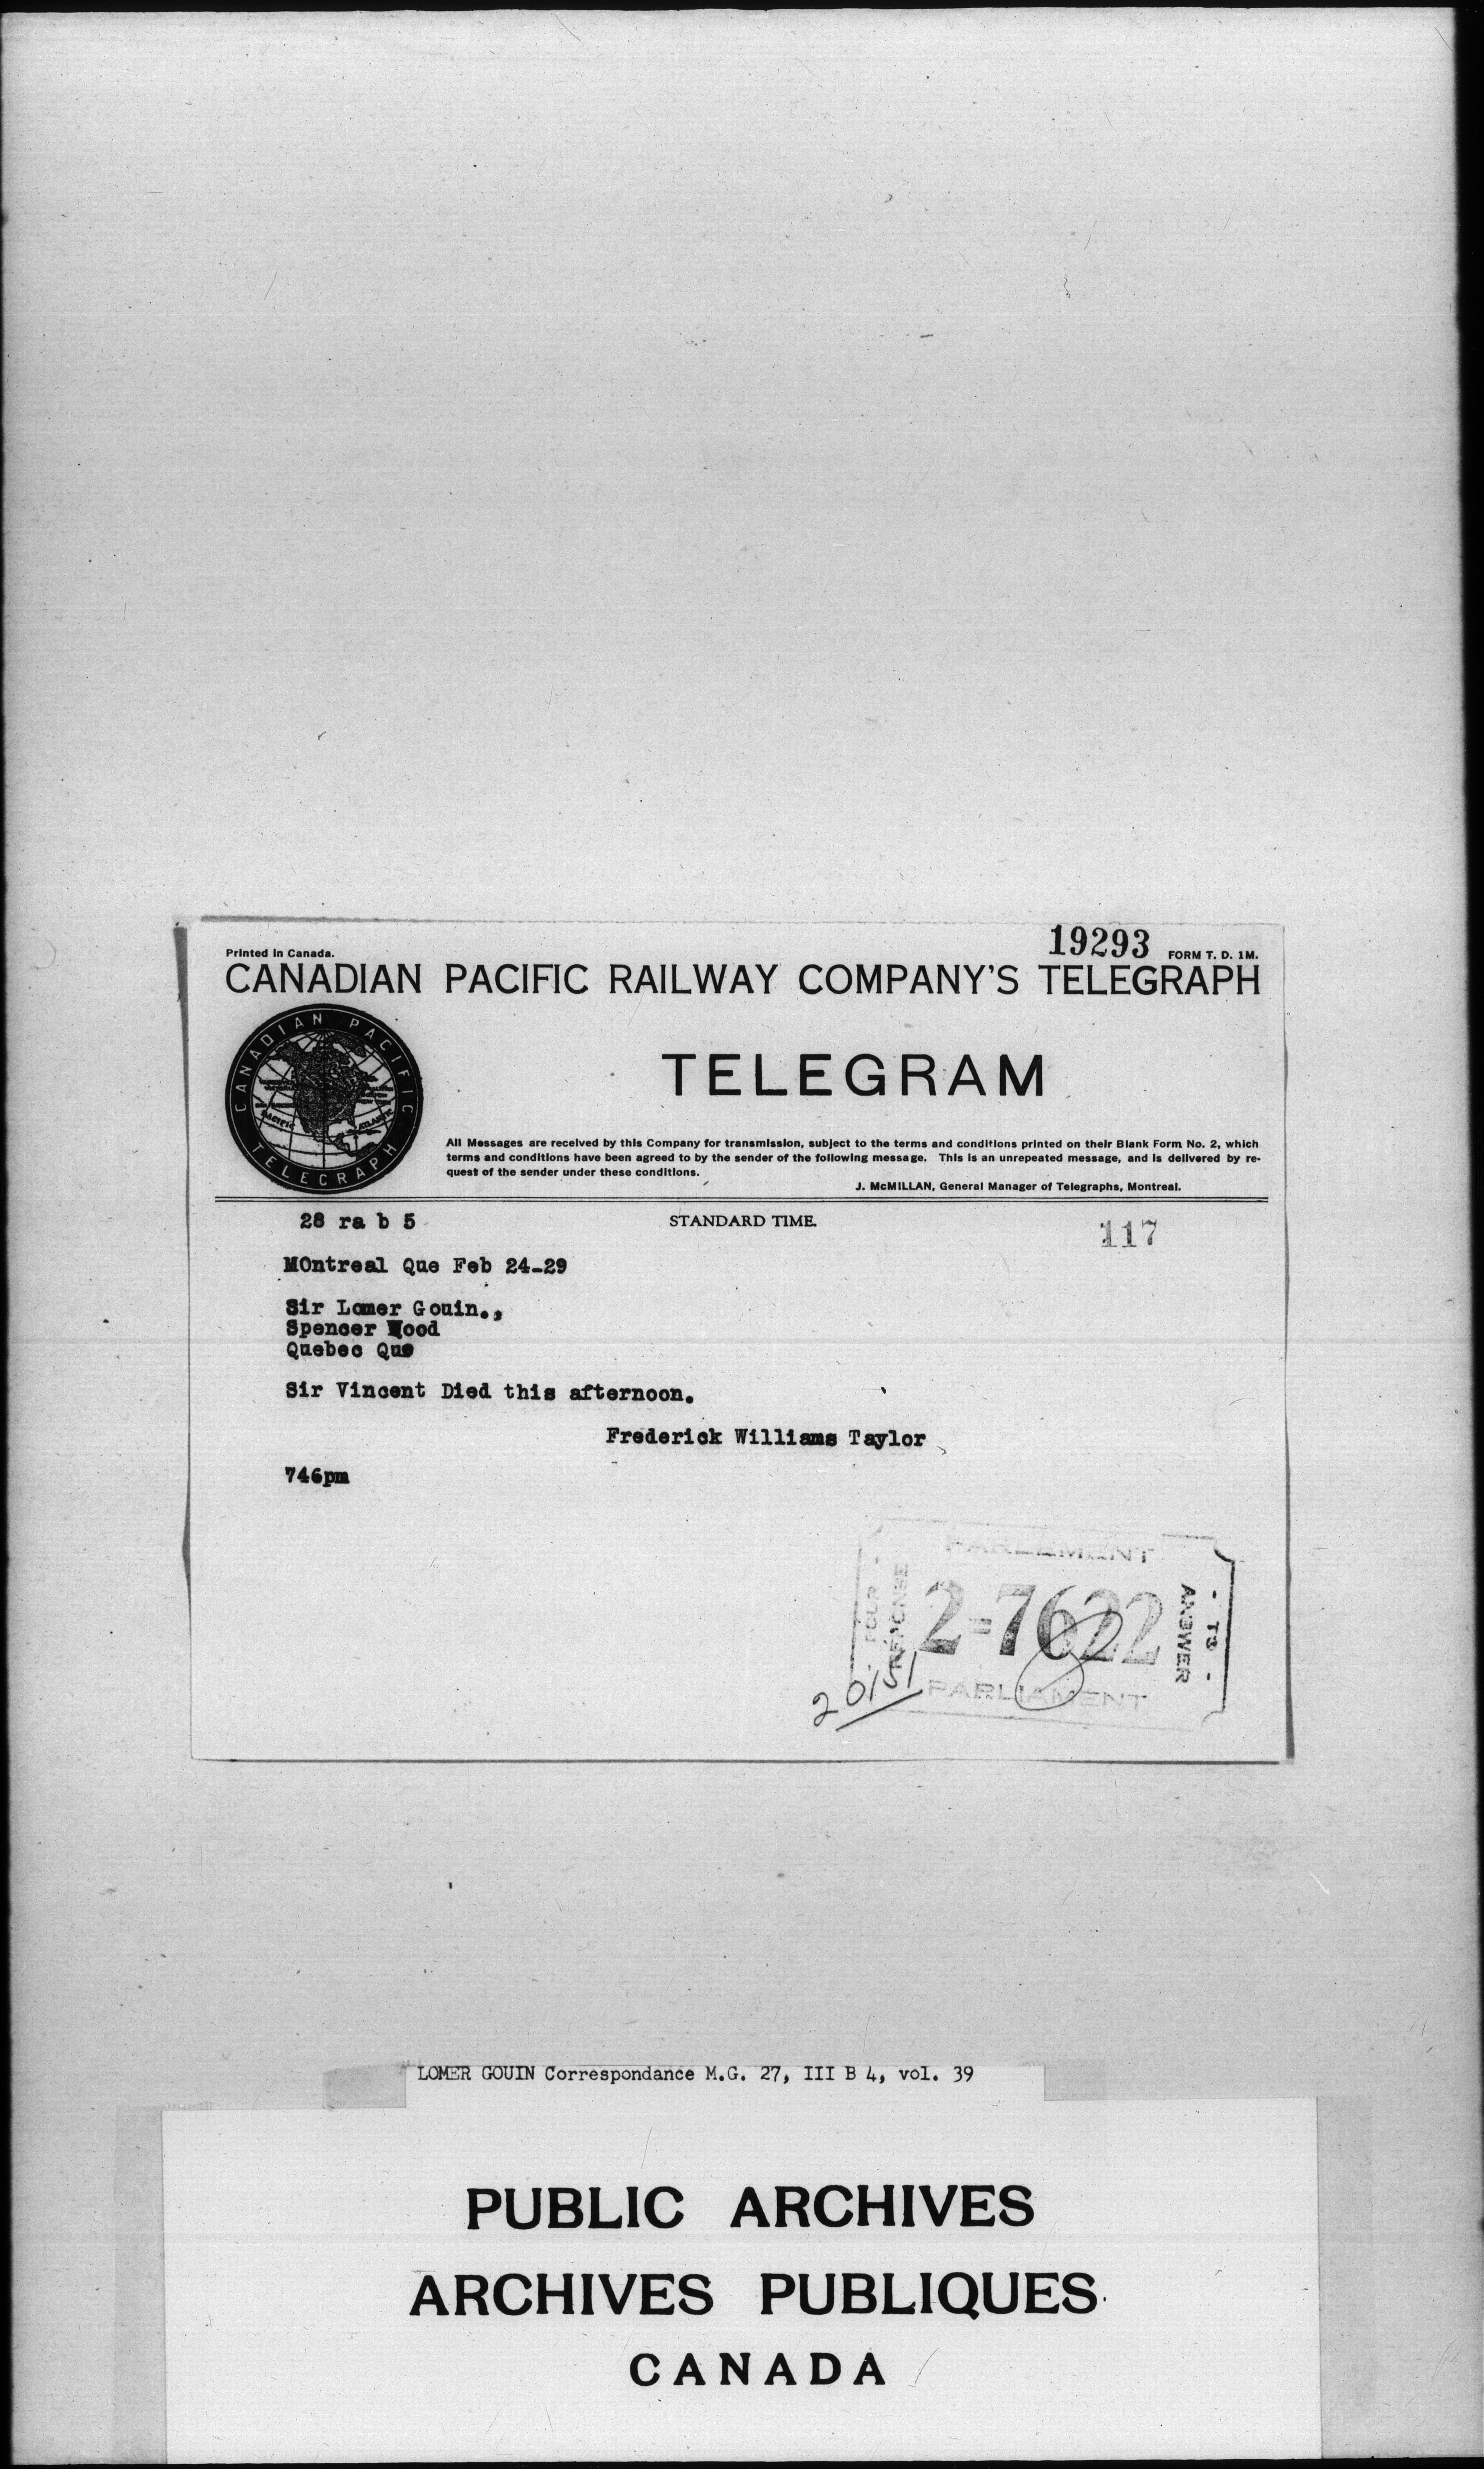 19293
Printed in Canada.
FORM T. D. 1M.
CANADIAN PACIFIC RAILWAY COMPANY'S TELEGRAPH
CANADIAN PACIFIC
TELEGRAPH
PACIFIC
ATLANTIC
TELEGRAM
All Messages are received by this Company for transmission, subject to the terms and conditions printed on their Blank Form No. 2, which
terms and conditions have been agreed to by the sender of the following message. This is an unrepeated message, and is delivered by re-
quest of the sender under these conditions.
J. McMILLAN, General Manager of Telegraphs, Montreal.
28 ra b 5
STANDARD TIME.
117
MOntreal Que Feb 24-29
Sir Lomer Gouin.,
Spencer Wood
Quebec Que
Sir Vincent Died this afternoon.
Frederick Williams Taylor
746pm
PARLEMENT
- POUR -
RÉPONSE
2=7622
ANSWER
- TO -
PARLIAMENT
20151
LOMER GOUIN Correspondance M.G. 27, III B 4, vol. 39
PUBLIC ARCHIVES
ARCHIVES PUBLIQUES
CANADA